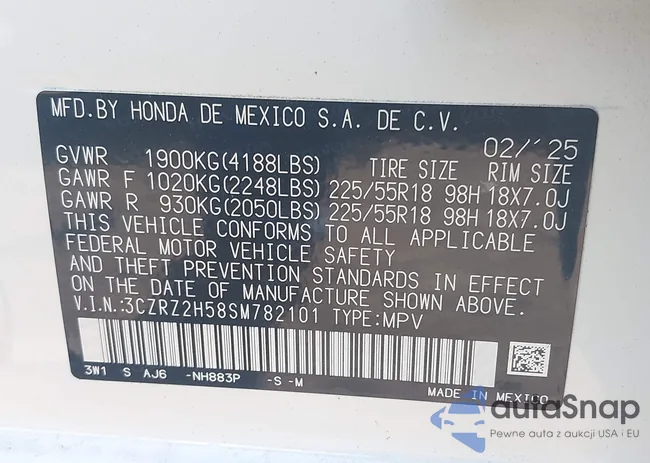 MFD.BY HONDA DE MEXICO S.A. DE C.V.
02/'25
GVWR 1900KG(4188LBS) TIRE SIZE RIM SIZE
GAWR F 1020KG(2248LBS) 225/55R18 98H 18X7.0J
GAWR R 930KG(2050LBS) 225/55R18 98H 18X7.0J
THIS VEHICLE CONFORMS TO ALL APPLICABLE
FEDERAL MOTOR VEHICLE SAFETY
AND THEFT PREVENTION STANDARDS IN EFFECT
ON THE DATE OF MANUFACTURE SHOWN ABOVE.
V.I.N.:3CZRZ2H58SM782101 TYPE:MPV
3W1 S AJ6 -NH883P -S -M MADE IN MEXICO
autoSnap
Pewne auta z aukcji USA i EU